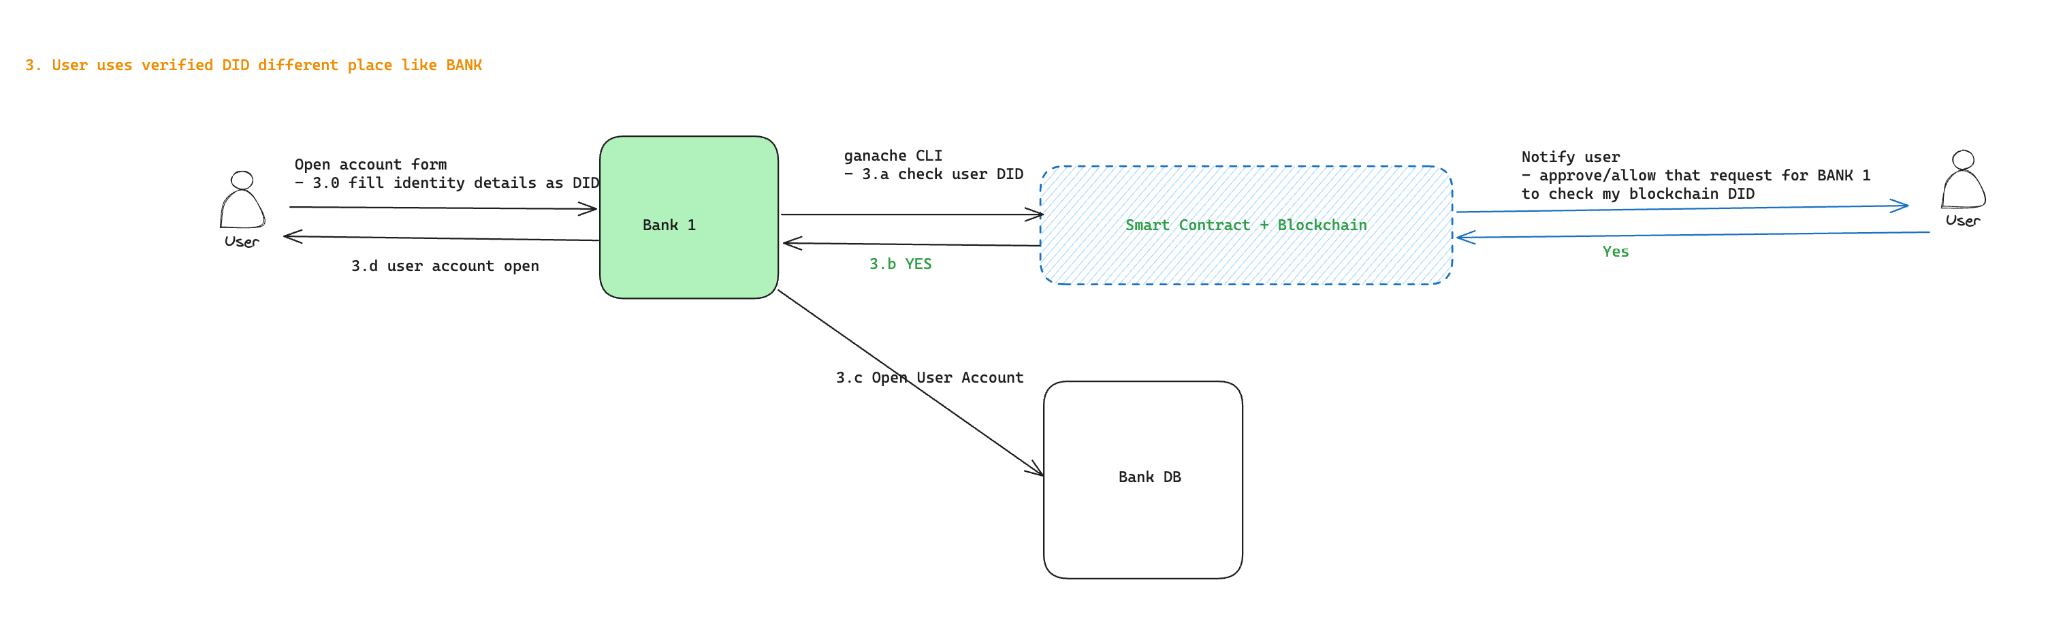 3. User uses verified DID different place like BANK
Open account form
- 3.0 fill identity details as DID
User
3.d user account open
Bank 1
ganache CLI
- 3.a check user DID
3.b YES
Smart Contract + Blockchain
Notify user
- approve/allow that request for BANK 1
to check my blockchain DID
Yes
User
3.c Open User Account
Bank DB